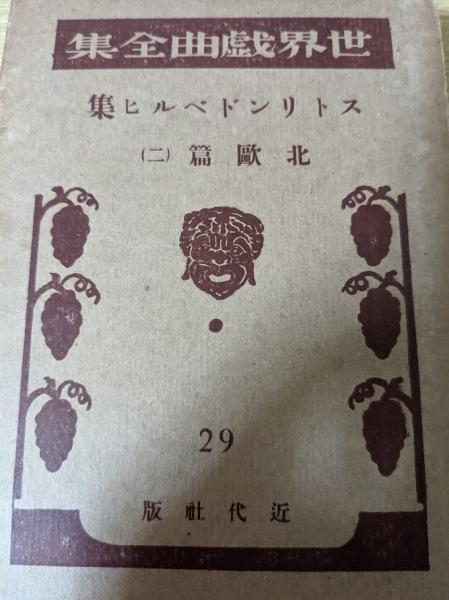 世界戯曲全集
ストリンドベルヒ集
北歐篇(二)
29
近代社版